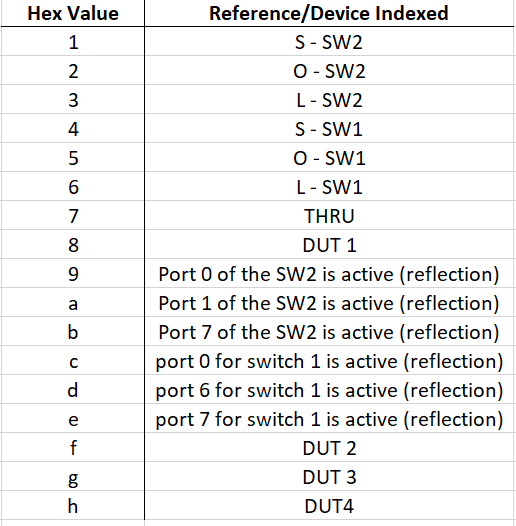 Hex Value Reference/Device Indexed
1 S - SW2
2 O - SW2
3 L - SW2
4 S - SW1
5 O - SW1
6 L - SW1
7 THRU
8 DUT 1
9 Port 0 of the SW2 is active (reflection)
a Port 1 of the SW2 is active (reflection)
b Port 7 of the SW2 is active (reflection)
c port 0 for switch 1 is active (reflection)
d port 6 for switch 1 is active (reflection)
e port 7 for switch 1 is active (reflection)
f DUT 2
g DUT 3
h DUT4